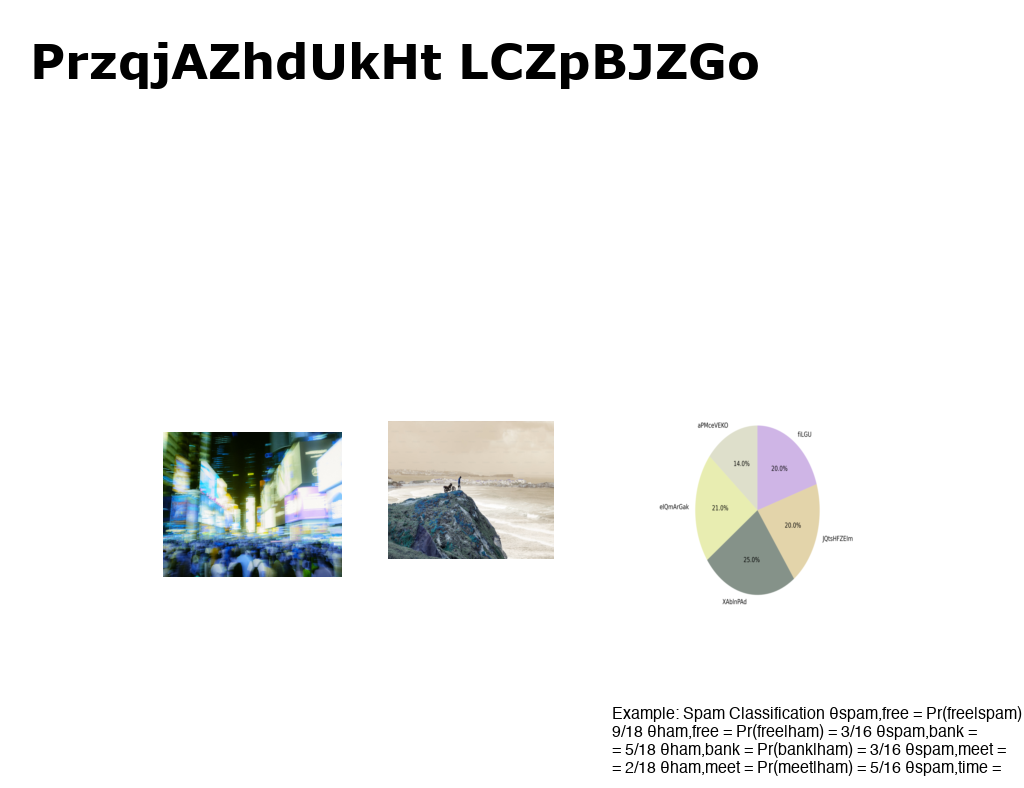 PrzqjAZhdUkHt LCZpBJZGo
aPMceVEKO
fiLGU
14.0%
20.0%
elQmArGak
21.0%
20.0%
JQtsHFZElm
25.0%
XAbInPAd
Example: Spam Classification θspam,free = Pr(free|spam)
9/18 θham,free = Pr(free|ham) = 3/16 θspam,bank =
= 5/18 θham,bank = Pr(bank|ham) = 3/16 θspam,meet =
= 2/18 θham,meet = Pr(meet|ham) = 5/16 θspam,time =